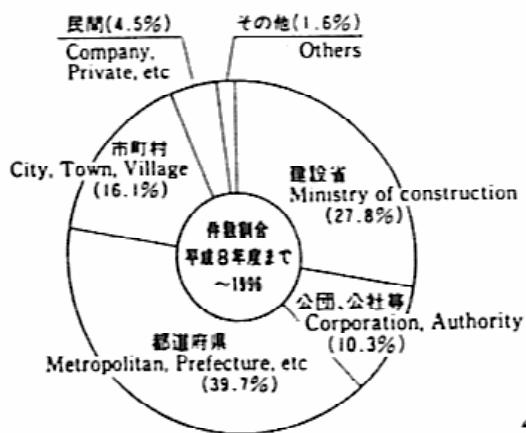 民間(4.5%)
Company,
Private, etc
その他(1.6%)
Others
建設省
Ministry of construction
(27.8%)
公団、公社等
Corporation, Authority
(10.3%)
都道府県
Metropolitan, Prefecture, etc
(39.7%)
市町村
City, Town, Village
(16.1%)
件数割合
平成8年度まで
～1996